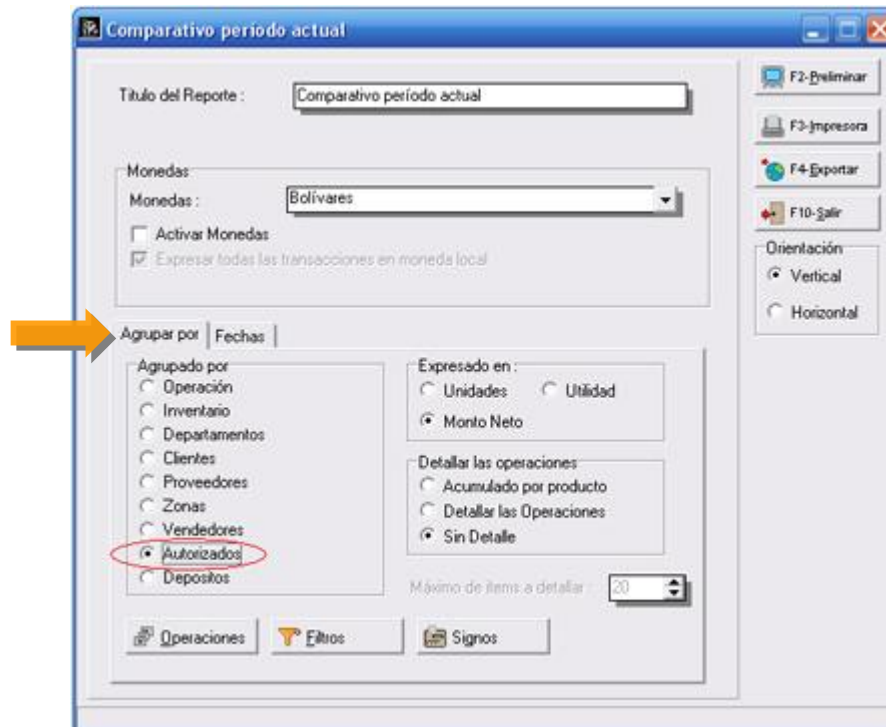 Comparativo período actual
Titulo del Reporte :
Comparativo período actual
Monedas
Monedas :
Bolívares
Activar Monedas
Expresar todas las transacciones en moneda local
Agrupar por
Fechas
Agrupado por
Operación
Inventario
Departamentos
Clientes
Proveedores
Zonas
Vendedores
Autorizados
Depositos
Expresado en :
Unidades
Utilidad
Monto Neto
Detallar las operaciones
Acumulado por producto
Detallar las Operaciones
Sin Detalle
Máximo de items a detallar :
20
Operaciones
Filtros
Signos
F2-Preliminar
F3-Impresora
F4-Exportar
F10-Salir
Orientación
Vertical
Horizontal